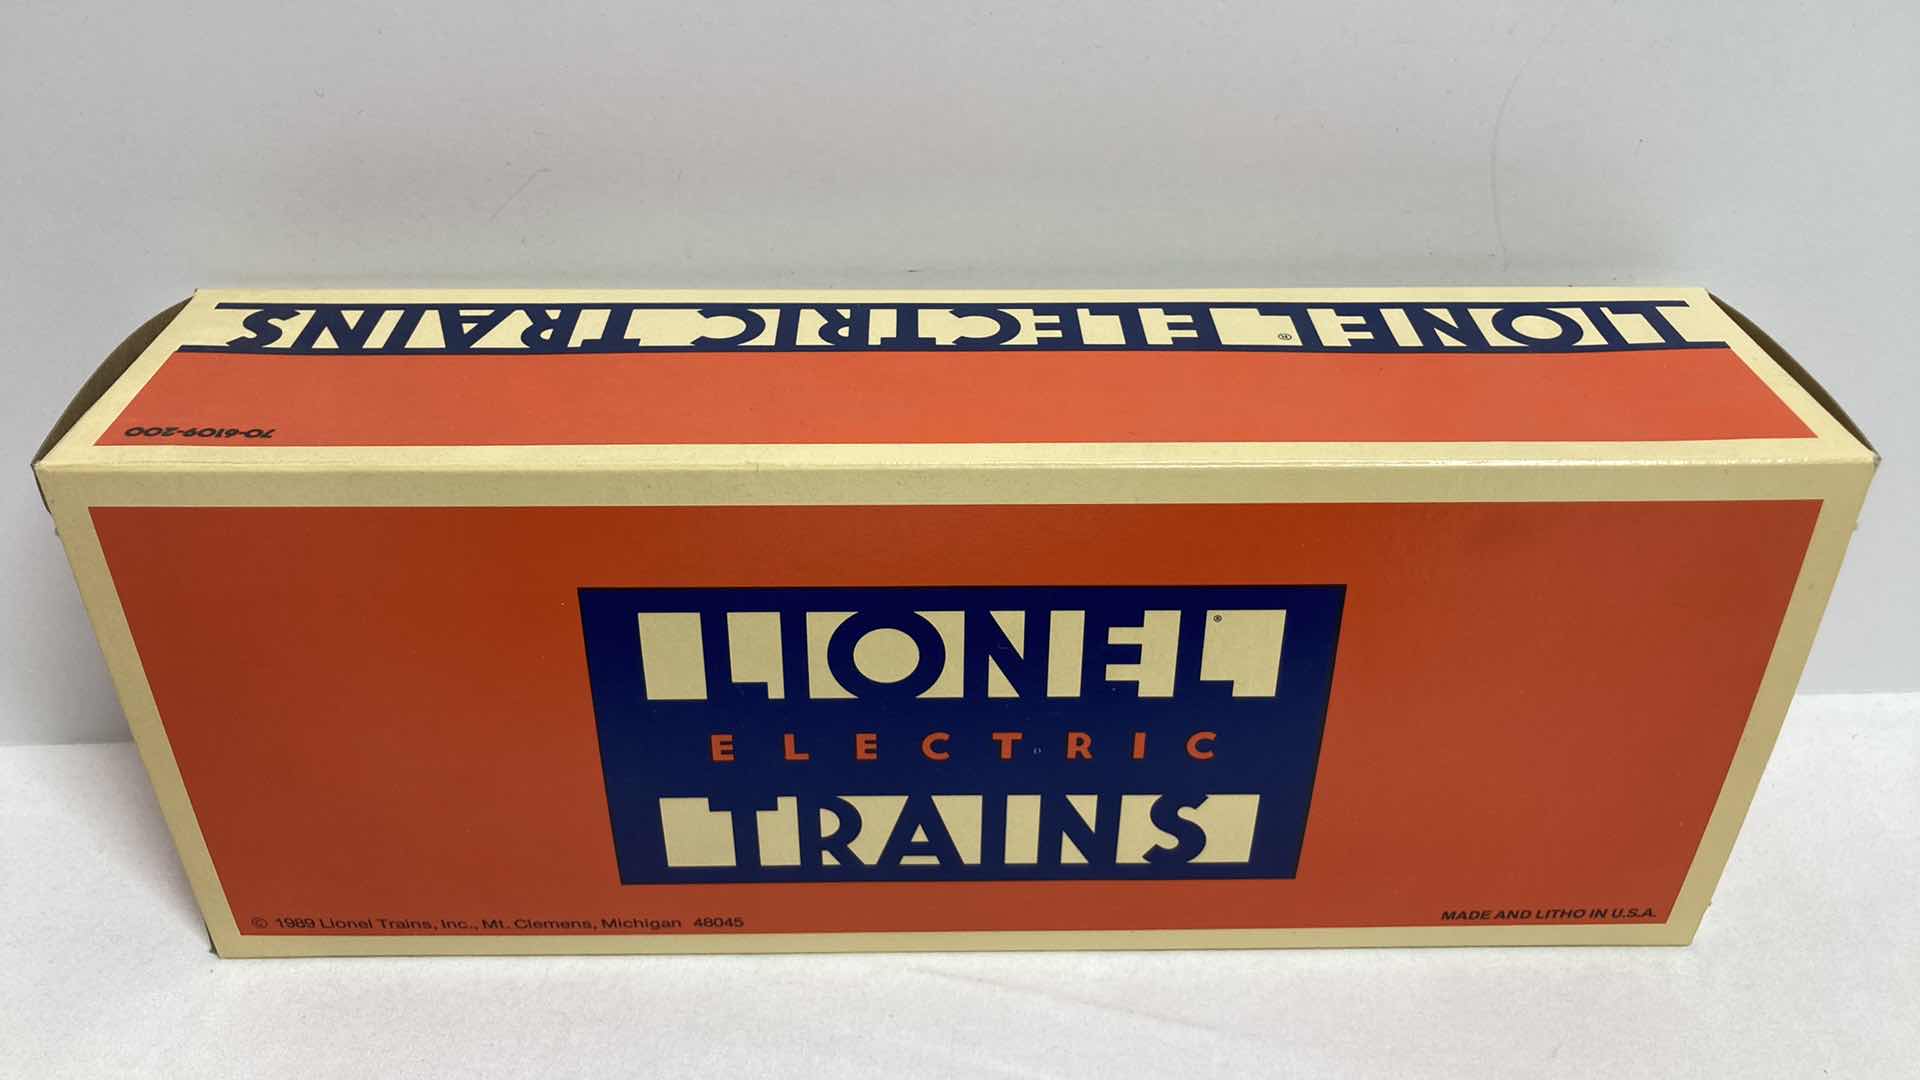 LIONEL ® ELECTRIC TRAINS
70-6109-200
LIONEL ®
ELECTRIC
TRAINS
© 1989 Lionel Trains, Inc., Mt. Clemens, Michigan 48045
MADE AND LITHO IN U.S.A.